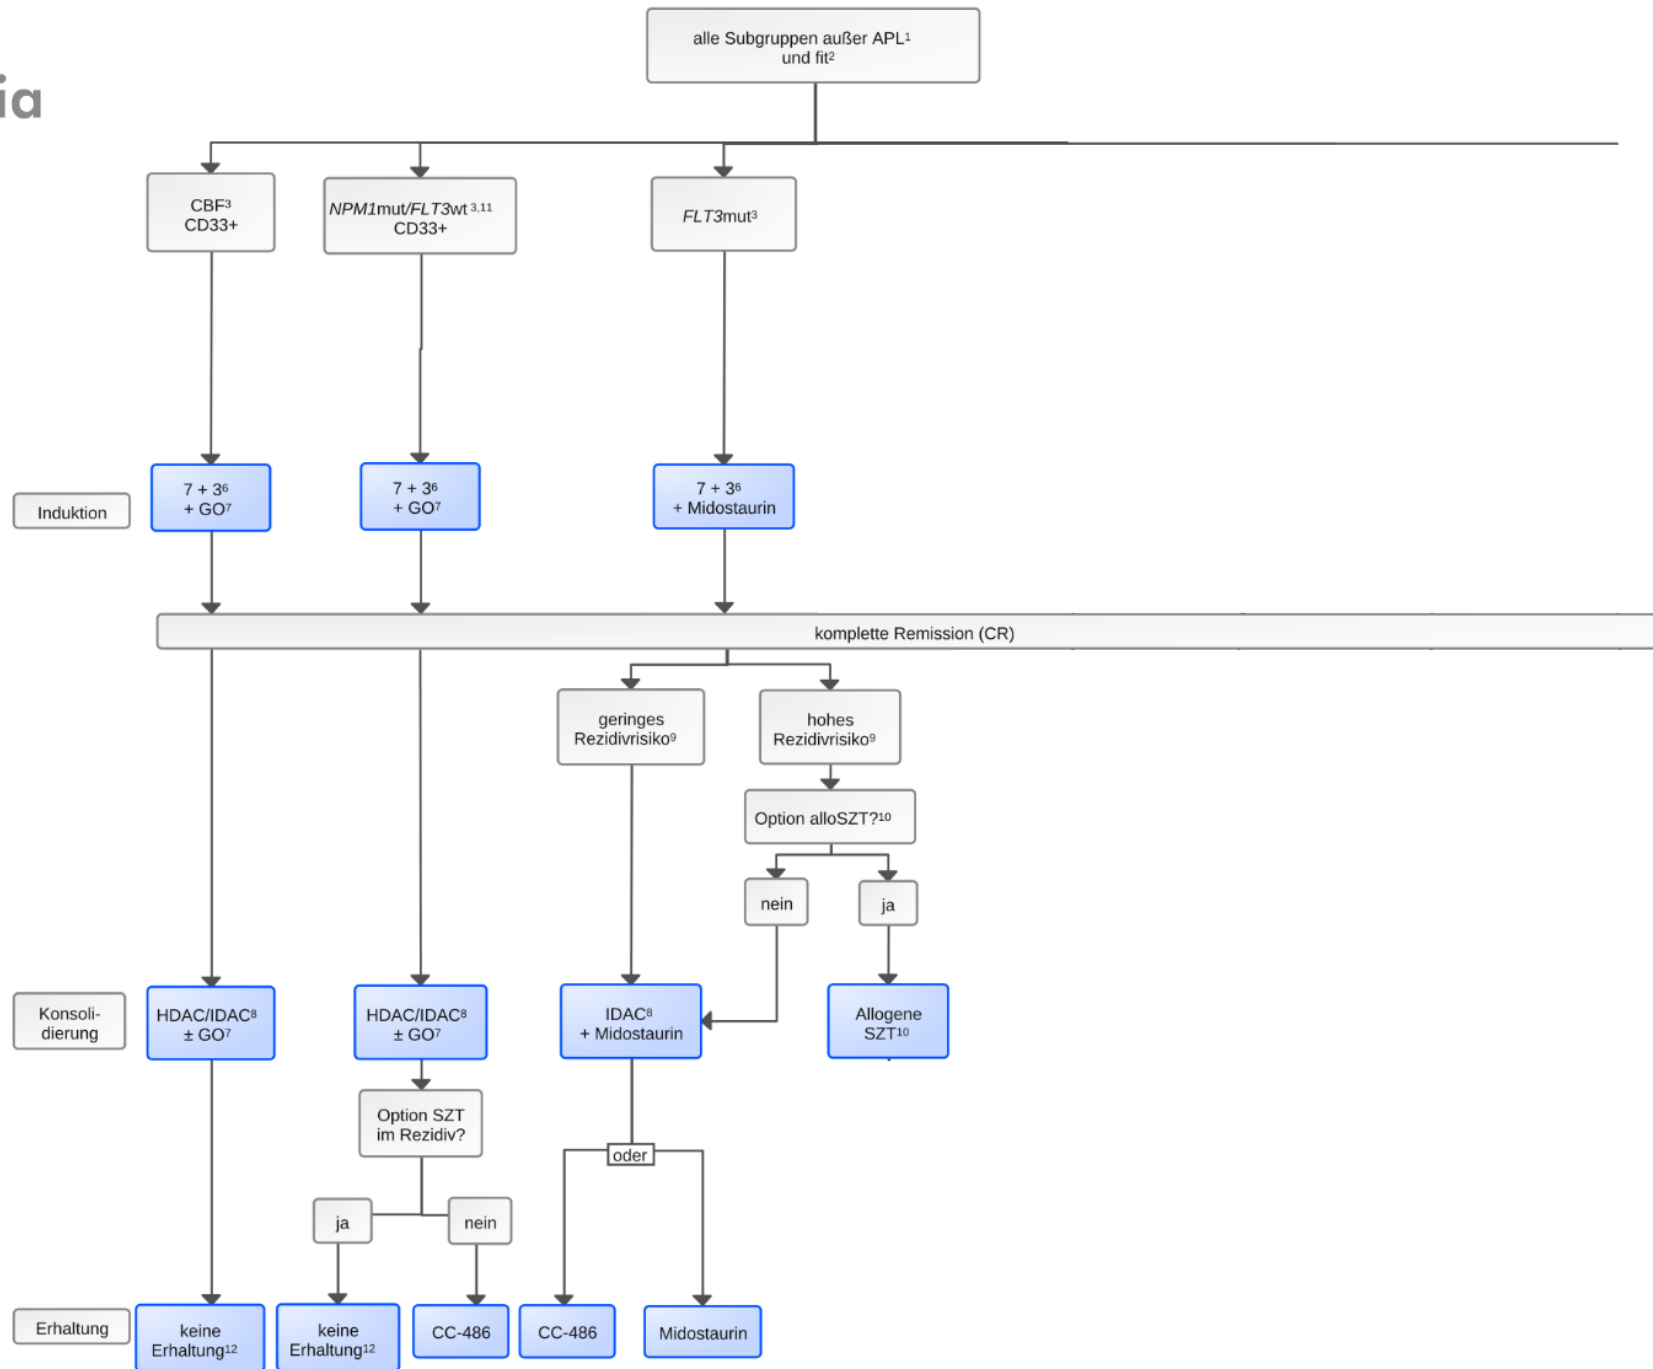 alle Subgruppen außer APL¹
und fit²
ia
CBF³
CD33+
NPM1mut/FLT3wt ³,¹¹
CD33+
FLT3mut³
Induktion
7 + 3⁶
+ GO⁷
7 + 3⁶
+ GO⁷
7 + 3⁶
+ Midostaurin
komplette Remission (CR)
geringes
Rezidivrisiko⁹
hohes
Rezidivrisiko⁹
Option alloSZT?¹⁰
nein
ja
Konsoli-
dierung
HDAC/IDAC⁸
± GO⁷
HDAC/IDAC⁸
± GO⁷
IDAC⁸
+ Midostaurin
Allogene
SZT¹⁰
Option SZT
im Rezidiv?
oder
ja
nein
Erhaltung
keine
Erhaltung¹²
keine
Erhaltung¹²
CC-486
CC-486
Midostaurin